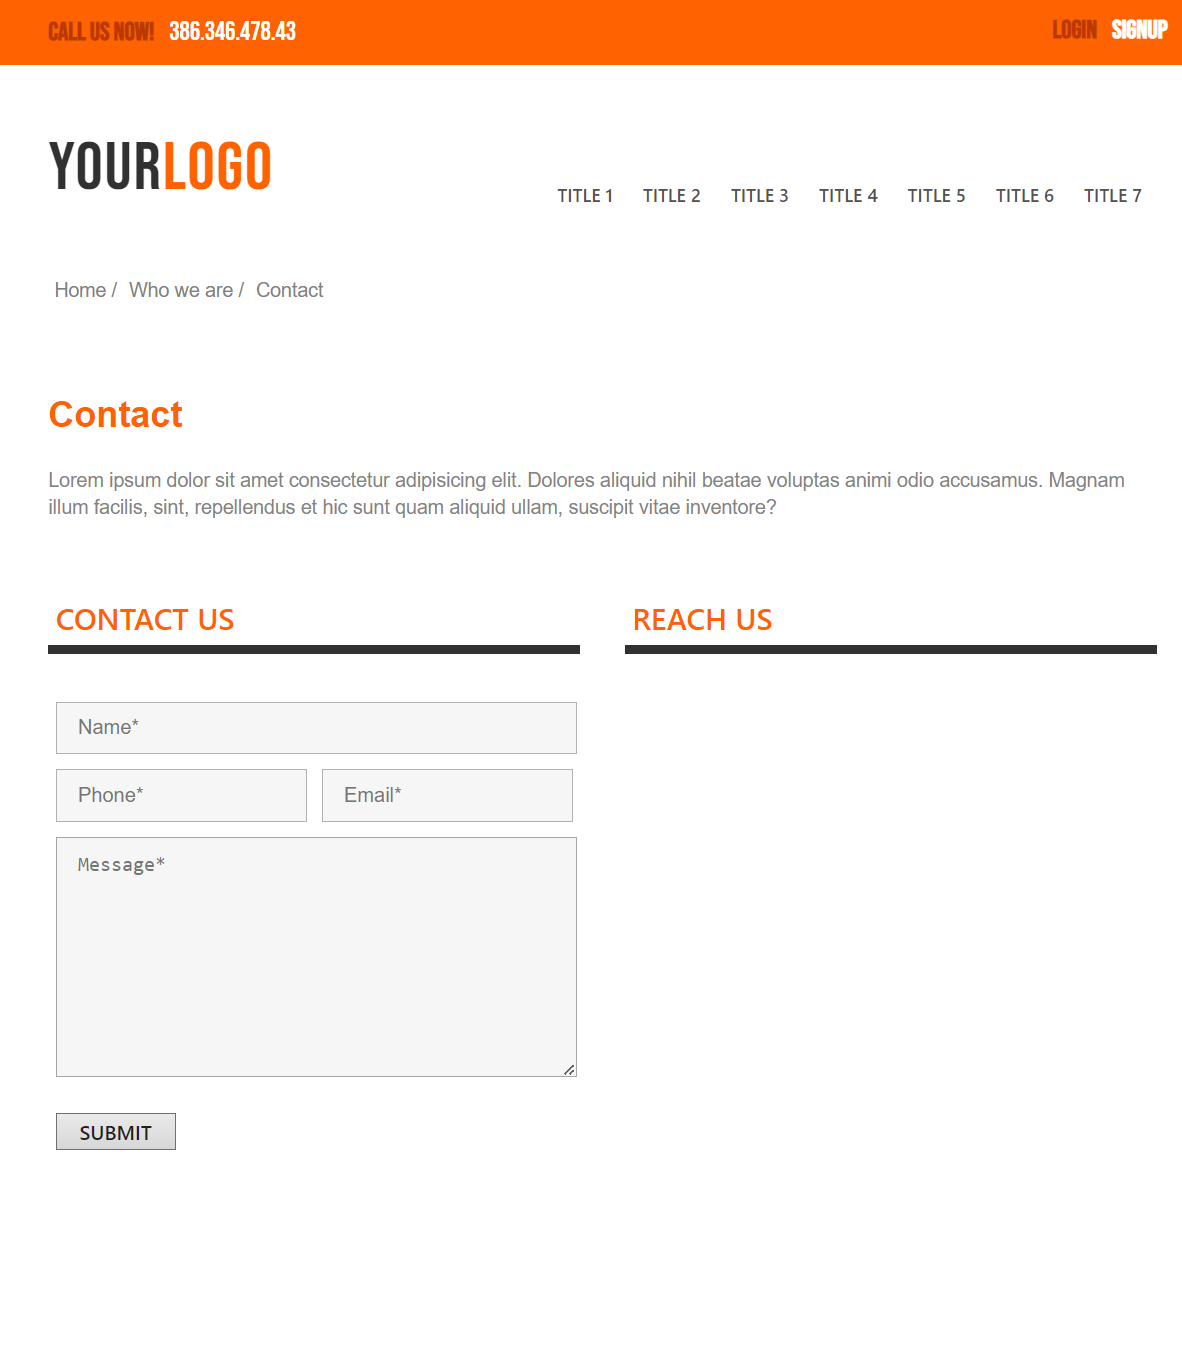 CALL US NOW! 386.346.478.43 LOGIN SIGNUP
YOURLOGO
TITLE 1 TITLE 2 TITLE 3 TITLE 4 TITLE 5 TITLE 6 TITLE 7
Home / Who we are / Contact
Contact
Lorem ipsum dolor sit amet consectetur adipisicing elit. Dolores aliquid nihil beatae voluptas animi odio accusamus. Magnam
illum facilis, sint, repellendus et hic sunt quam aliquid ullam, suscipit vitae inventore?
CONTACT US
Name*
Phone* Email*
Message*
SUBMIT
REACH US